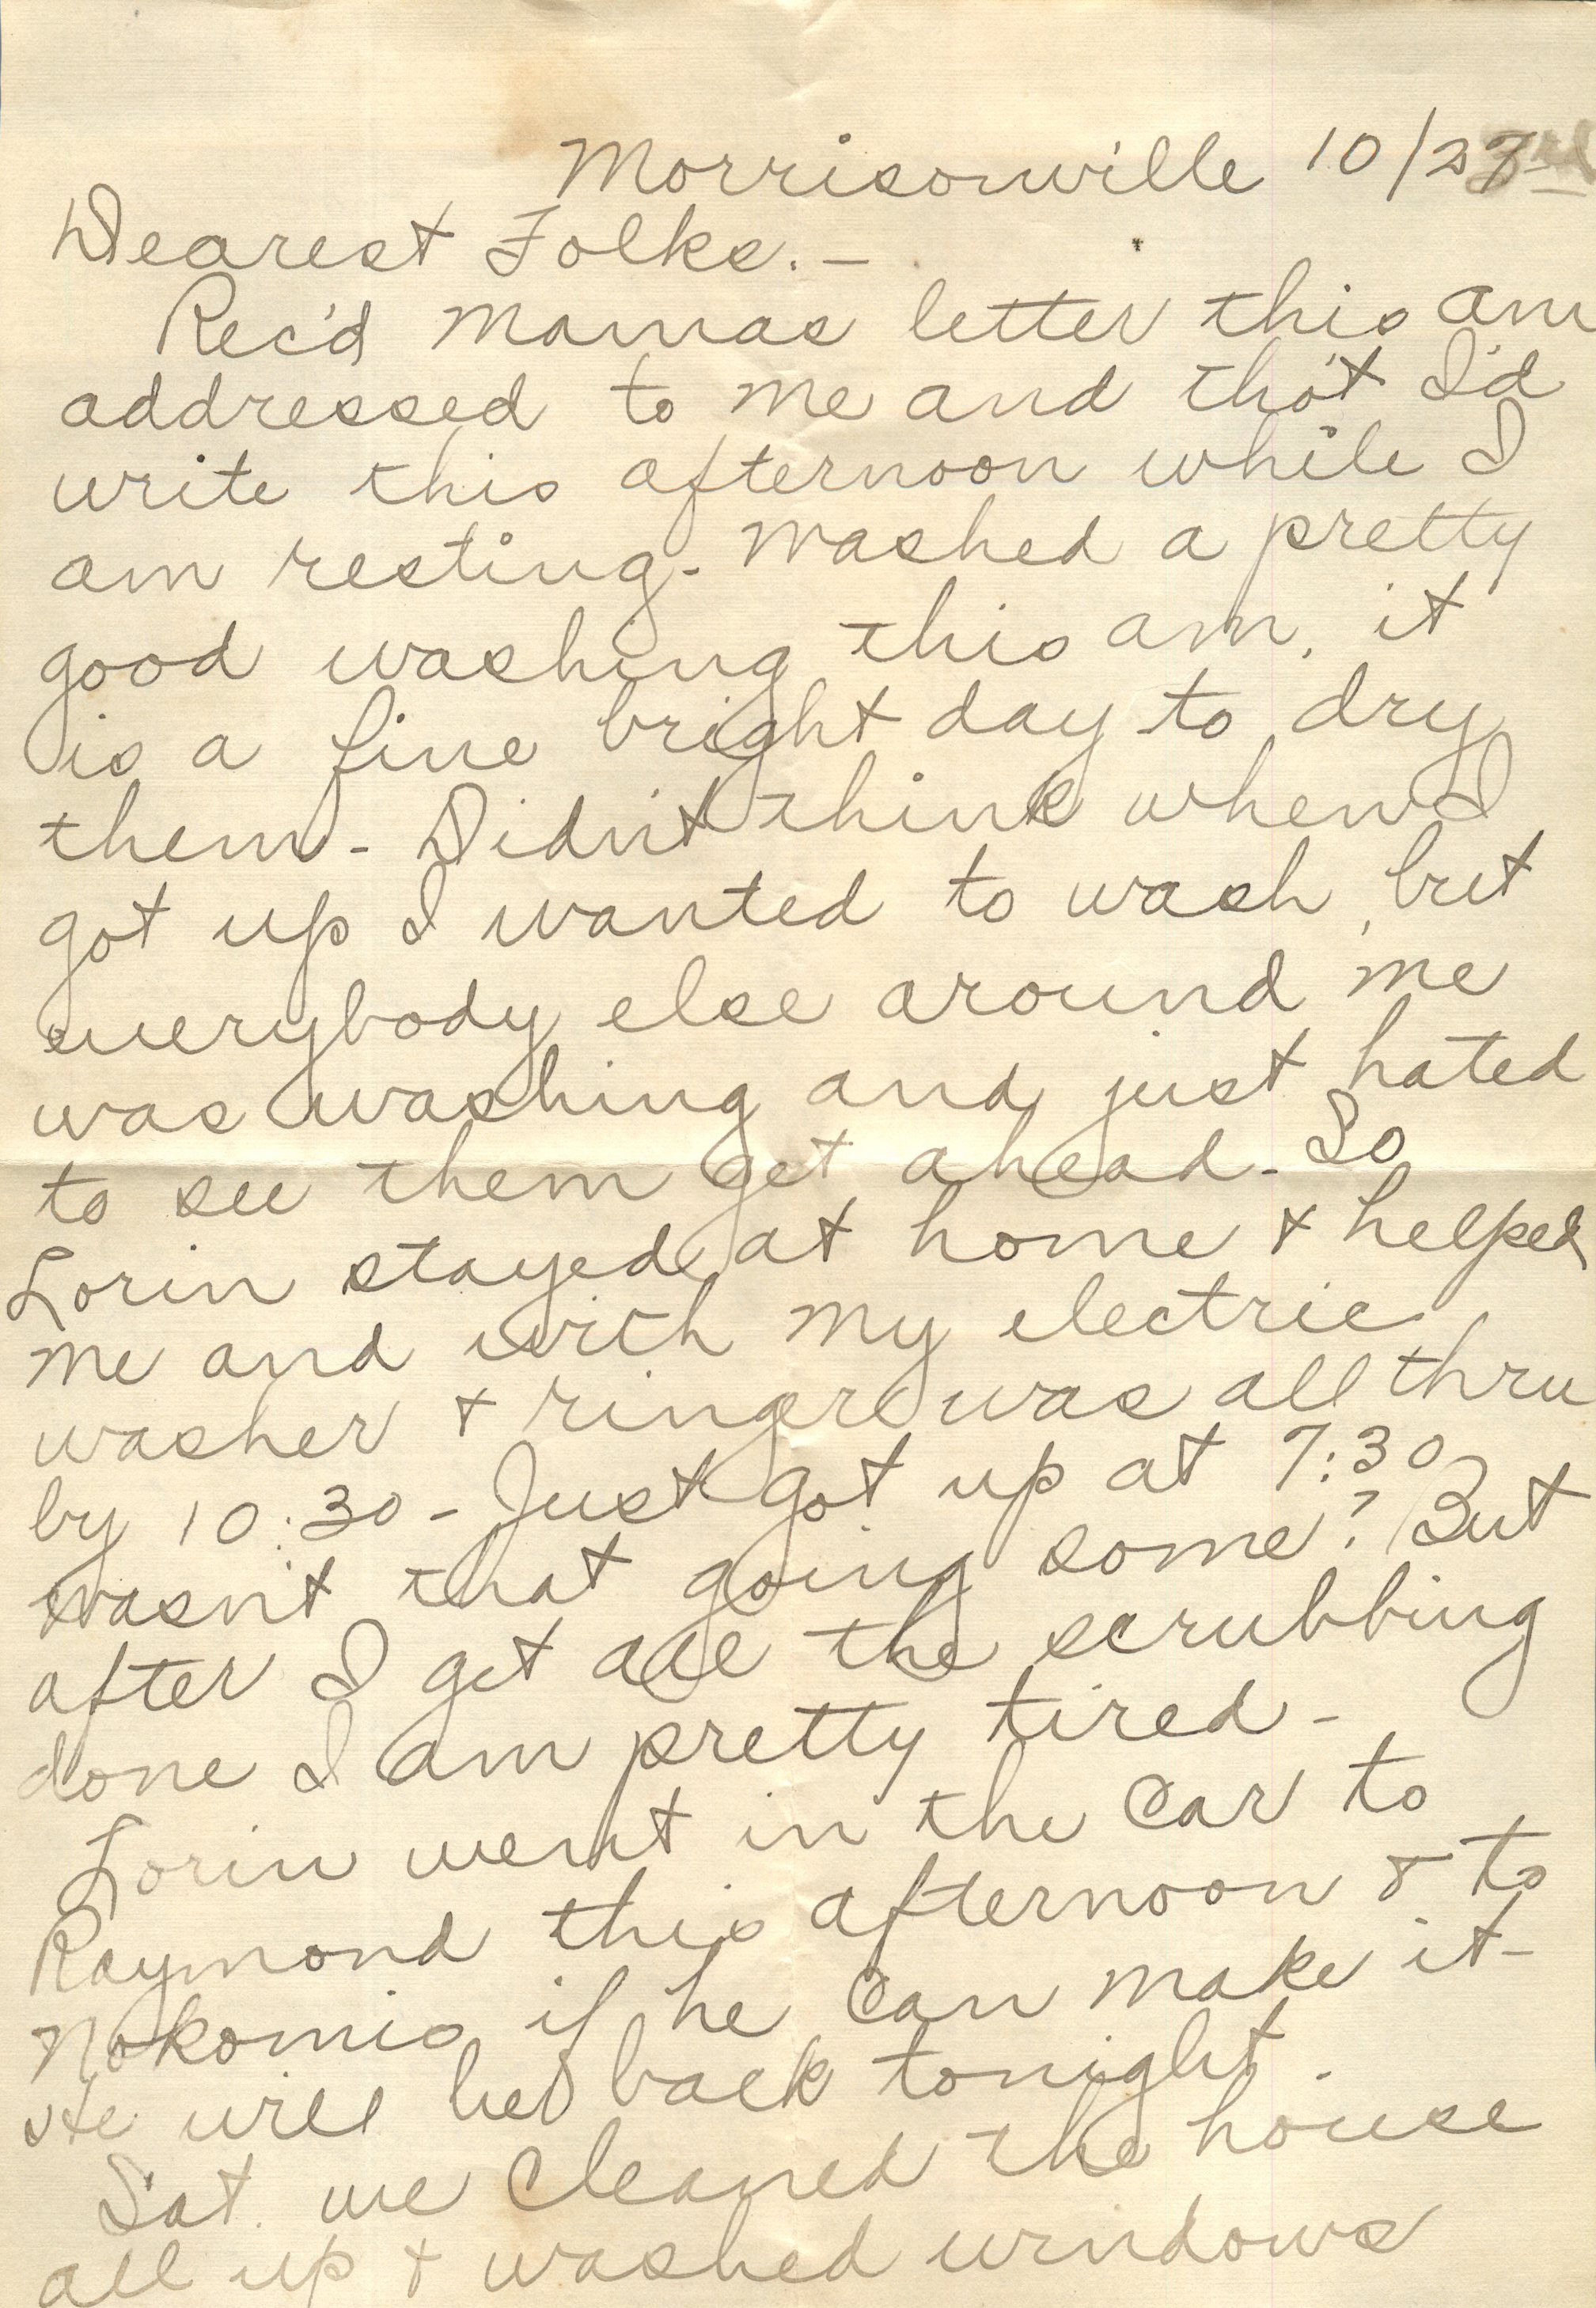 Morrisonville 10/27
Dearest Folks. –
Rec'd Mamas letter this am
addressed to me and tho't I'd
write this afternoon while I
am resting. Washed a pretty
good washing this am, it
is a fine bright day to dry
them – Didn't think when I
got up I wanted to wash, but
everybody else around me
was washing and just hated
to see them get ahead – So
Lorin stayed at home & helped
me and with my electric
washer & ringer was all thru
by 10:30 – Just got up at 7:30
wasn't that going some? But
after I get all the scrubbing
done I am pretty tired –
Lorin went in the car to
Raymond this afternoon & to
Nokomis if he can make it –
He will be back tonight.
Sat. we cleaned the house
all up & washed windows